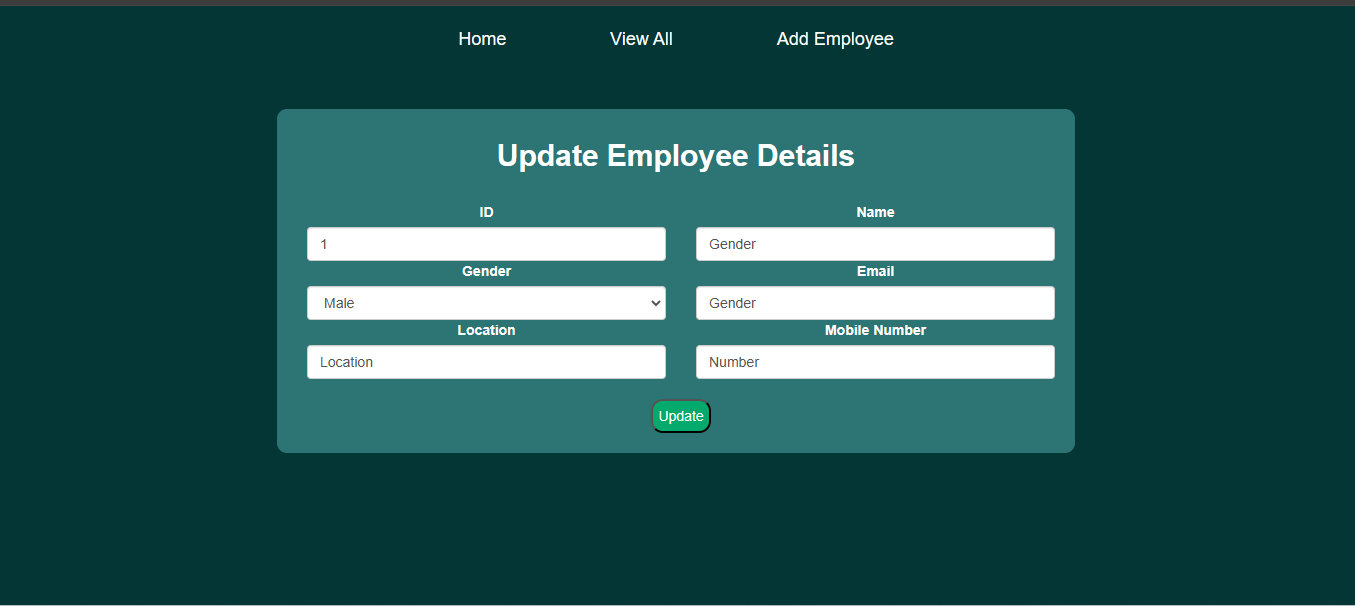 Home View All Add Employee
Update Employee Details
ID Name
1 Gender
Gender Email
Male Gender
Location Mobile Number
Location Number
Update